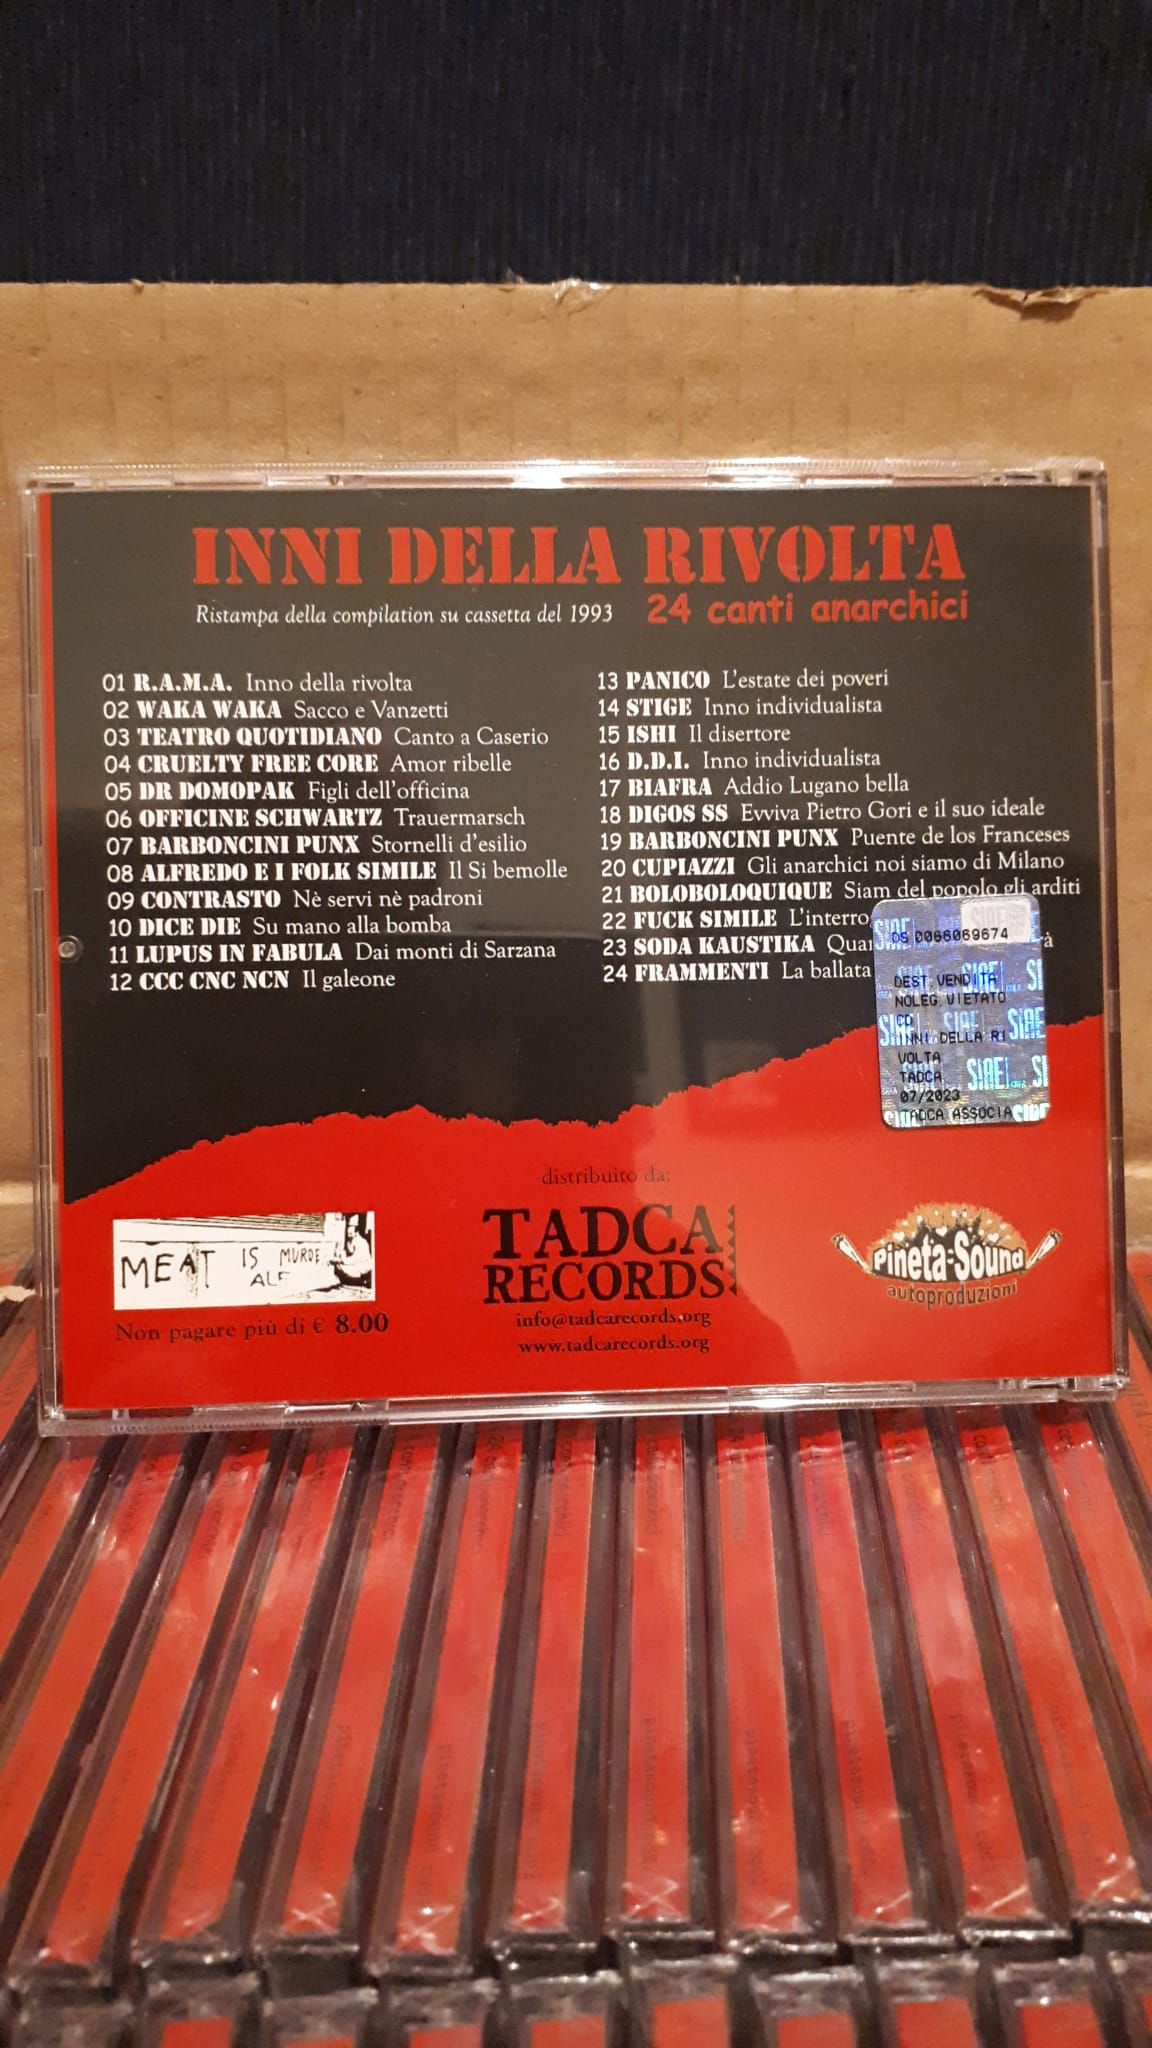 INNI DELLA RIVOLTA
Ristampa della compilation su cassetta del 1993 24 canti anarchici
01 R.A.M.A. Inno della rivolta
02 WAKA WAKA Sacco e Vanzetti
03 TEATRO QUOTIDIANO Canto a Caserio
04 CRUELTY FREE CORE Amor ribelle
05 DR DOMOPAK Figli dell'officina
06 OFFICINE SCHWARTZ Trauermarsch
07 BARBONCINI PUNX Stornelli d'esilio
08 ALFREDO E I FOLK SIMILE Il Si bemolle
09 CONTRASTO Nè servi nè padroni
10 DICE DIE Su mano alla bomba
11 LUPUS IN FABULA Dai monti di Sarzana
12 CCC CNC NCN Il galeone
13 PANICO L'estate dei poveri
14 STIGE Inno individualista
15 ISHI Il disertore
16 D.D.I. Inno individualista
17 BIAFRA Addio Lugano bella
18 DIGOS SS Evviva Pietro Gori e il suo ideale
19 BARBONCINI PUNX Puente de los Franceses
20 CUPIAZZI Gli anarchici noi siamo di Milano
21 BOLOBOLOQUIQUE Siam del popolo gli arditi
22 FUCK SIMILE L'interro
23 SODA KAUSTIKA Qua
24 FRAMMENTI La ballata
SIAE
DS 0066069674
DEST. VENDITA
NOLEG. VIETATO
CD
INNI DELLA RI
VOLTA
TADCA
07/2023
TADCA ASSOCIA
distribuito da:
TADCA
RECORDS
info@tadcarecords.org
www.tadcarecords.org
MEAT IS MURDE
ALF
Non pagare più di € 8.00
Pineta-Sound
autoproduzioni